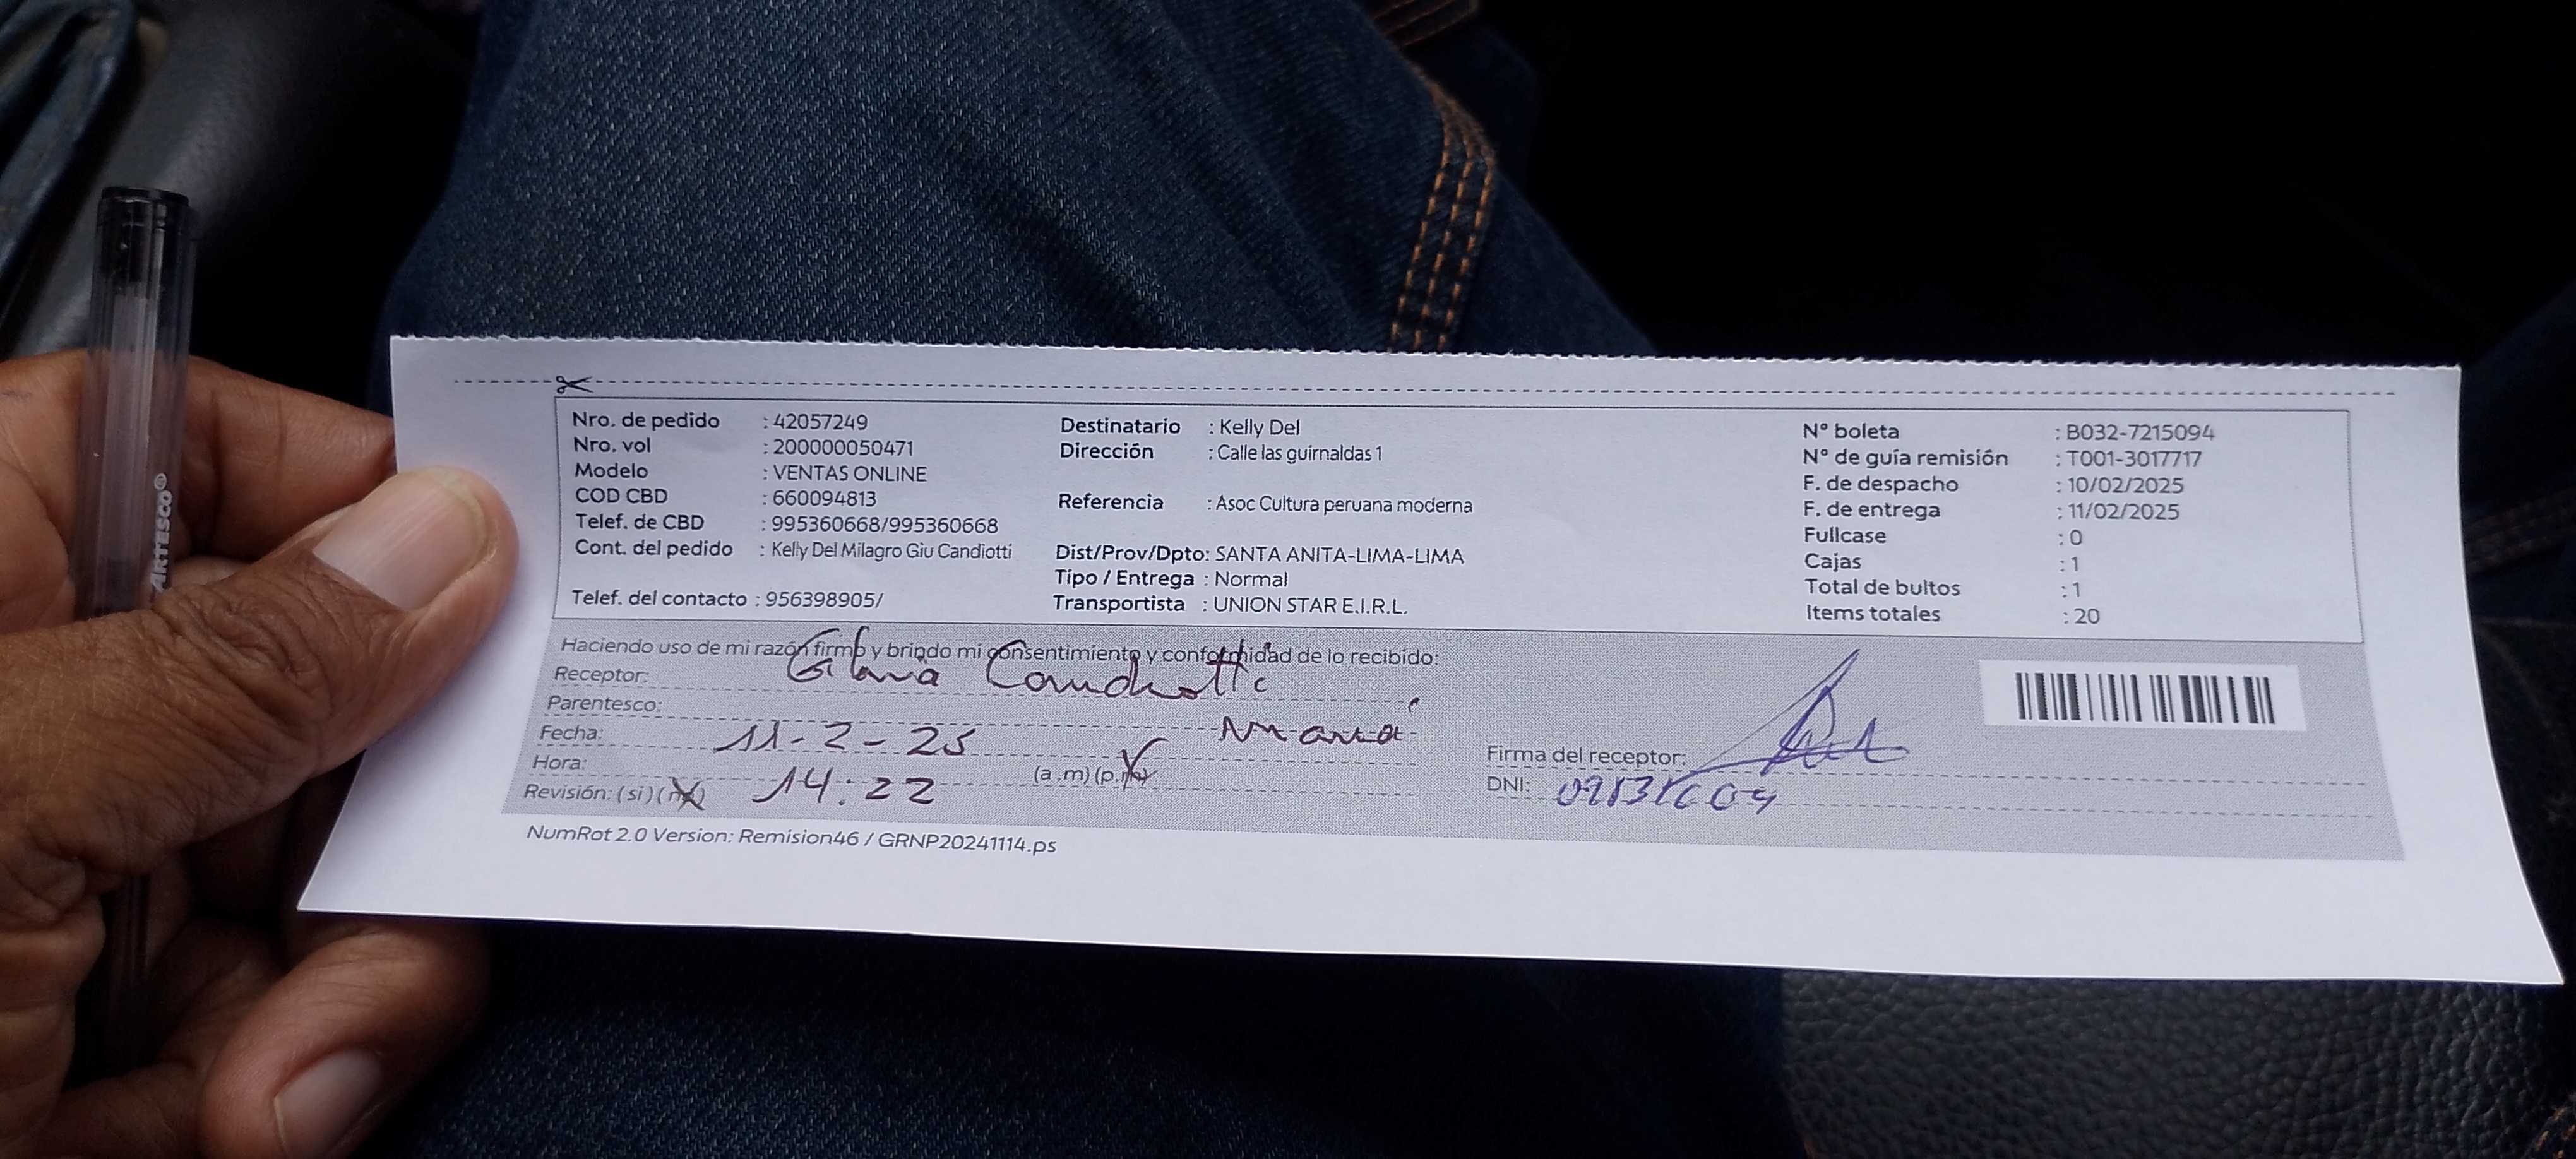 ARTESCO®
Nro. de pedido : 42057249
Nro. vol : 200000050471
Modelo : VENTAS ONLINE
COD CBD : 660094813
Telef. de CBD : 995360668/995360668
Cont. del pedido : Kelly Del Milagro Giu Candiotti
Telef. del contacto : 956398905/
Destinatario : Kelly Del
Dirección : Calle las guirnaldas 1
Referencia : Asoc Cultura peruana moderna
Dist/Prov/Dpto: SANTA ANITA-LIMA-LIMA
Tipo / Entrega : Normal
Transportista : UNION STAR E.I.R.L.
N° boleta : B032-7215094
N° de guía remisión : T001-3017717
F. de despacho : 10/02/2025
F. de entrega : 11/02/2025
Fullcase : 0
Cajas : 1
Total de bultos : 1
Items totales : 20
Haciendo uso de mi razón firmo y brindo mi consentimiento y conformidad de lo recibido:
Receptor: Candiotti
Parentesco: Mamá
Fecha: 11-2-25
Hora: 14:22 (a.m) (p.m)
Revisión: (si) (no)
Firma del receptor:
DNI:
NumRot 2.0 Version: Remision46 / GRNP20241114.ps